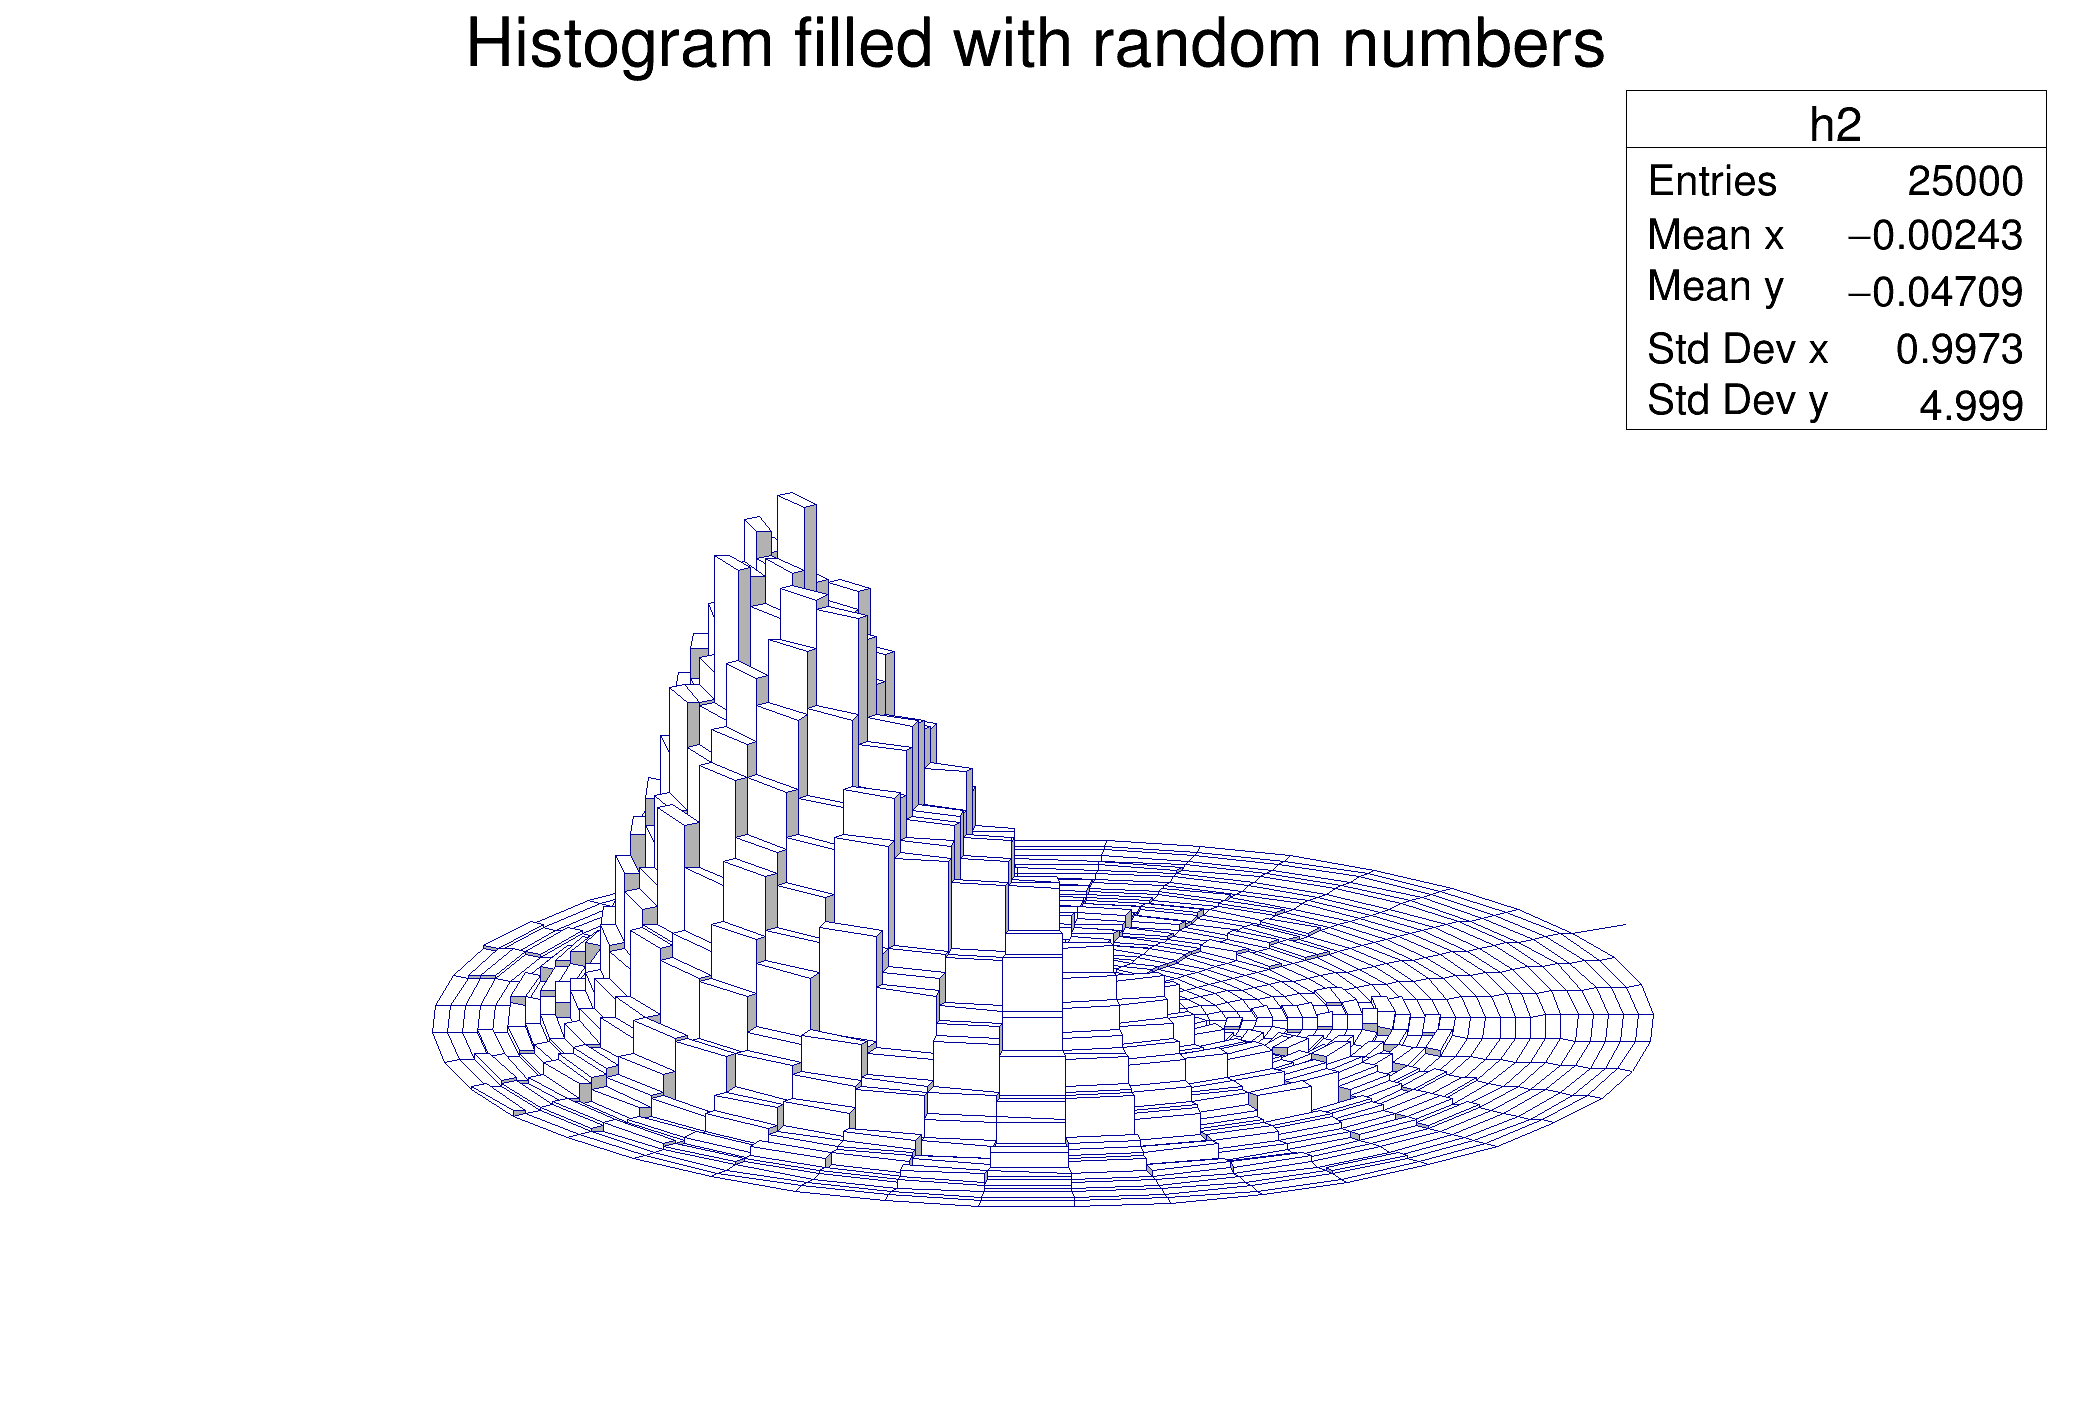 Histogram filled with random numbers
h2
Entries 25000
Mean x −0.00243
Mean y −0.04709
Std Dev x 0.9973
Std Dev y 4.999